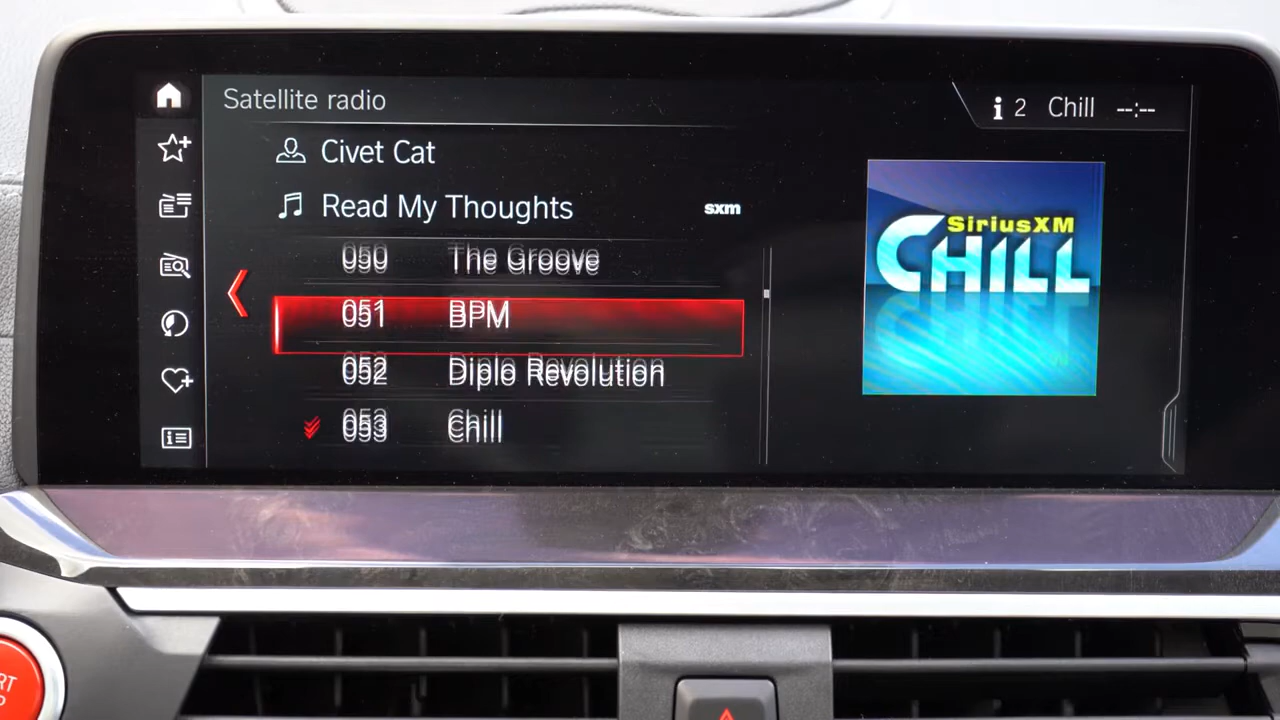 Satellite radio
i 2 Chill --:--
Civet Cat
Read My Thoughts sxm
050 The Groove
051 BPM
052 Diplo Revolution
053 Chill
SiriusXM
CHILL